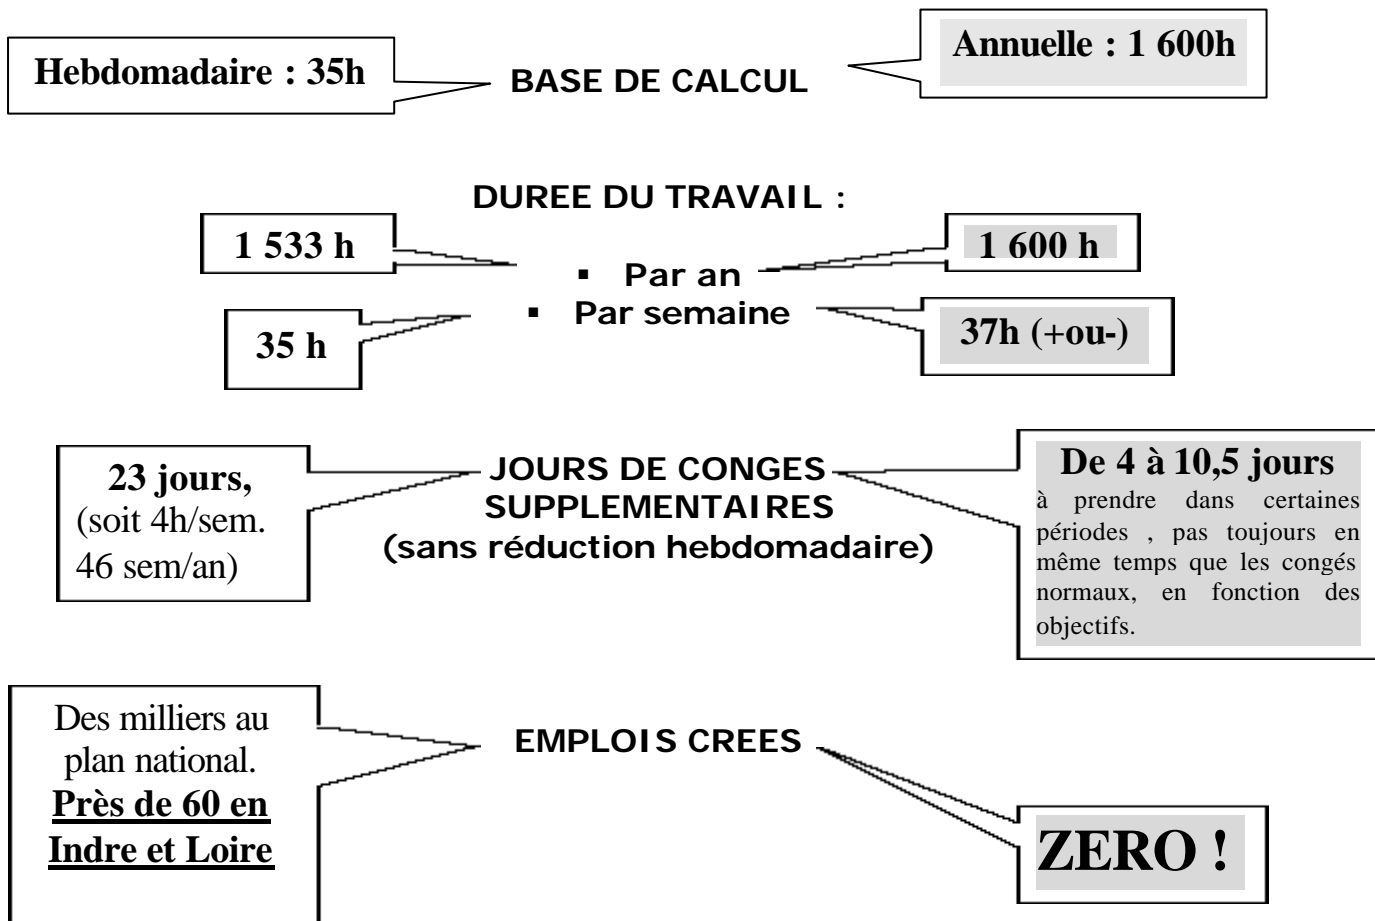 Hebdomadaire : 35h
BASE DE CALCUL
Annuelle : 1 600h
DUREE DU TRAVAIL :
1 533 h
▪ Par an
1 600 h
35 h
▪ Par semaine
37h (+ou-)
23 jours,
(soit 4h/sem.
46 sem/an)
JOURS DE CONGES
SUPPLEMENTAIRES
(sans réduction hebdomadaire)
De 4 à 10,5 jours
à prendre dans certaines
périodes , pas toujours en
même temps que les congés
normaux, en fonction des
objectifs.
Des milliers au
plan national.
Près de 60 en
Indre et Loire
EMPLOIS CREES
ZERO !